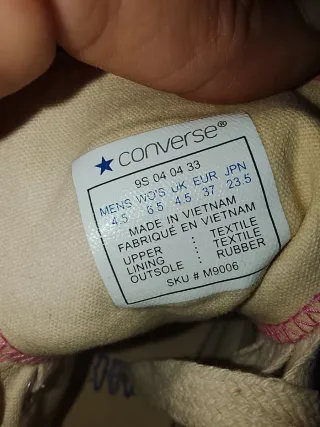 converse®
9S 04 04 33
MENS WO'S UK EUR JPN
4.5 6.5 4.5 37 23.5
MADE IN VIETNAM
FABRIQUÉ EN VIETNAM
UPPER : TEXTILE
LINING : TEXTILE
OUTSOLE : RUBBER
SKU # M9006